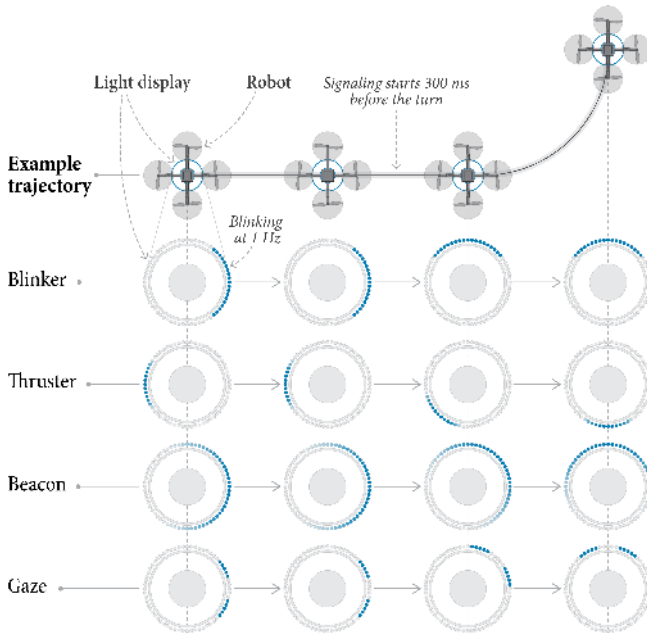 Light display
Robot
Signaling starts 300 ms
before the turn
Example
trajectory
Blinking
at 1 Hz
Blinker
Thruster
Beacon
Gaze